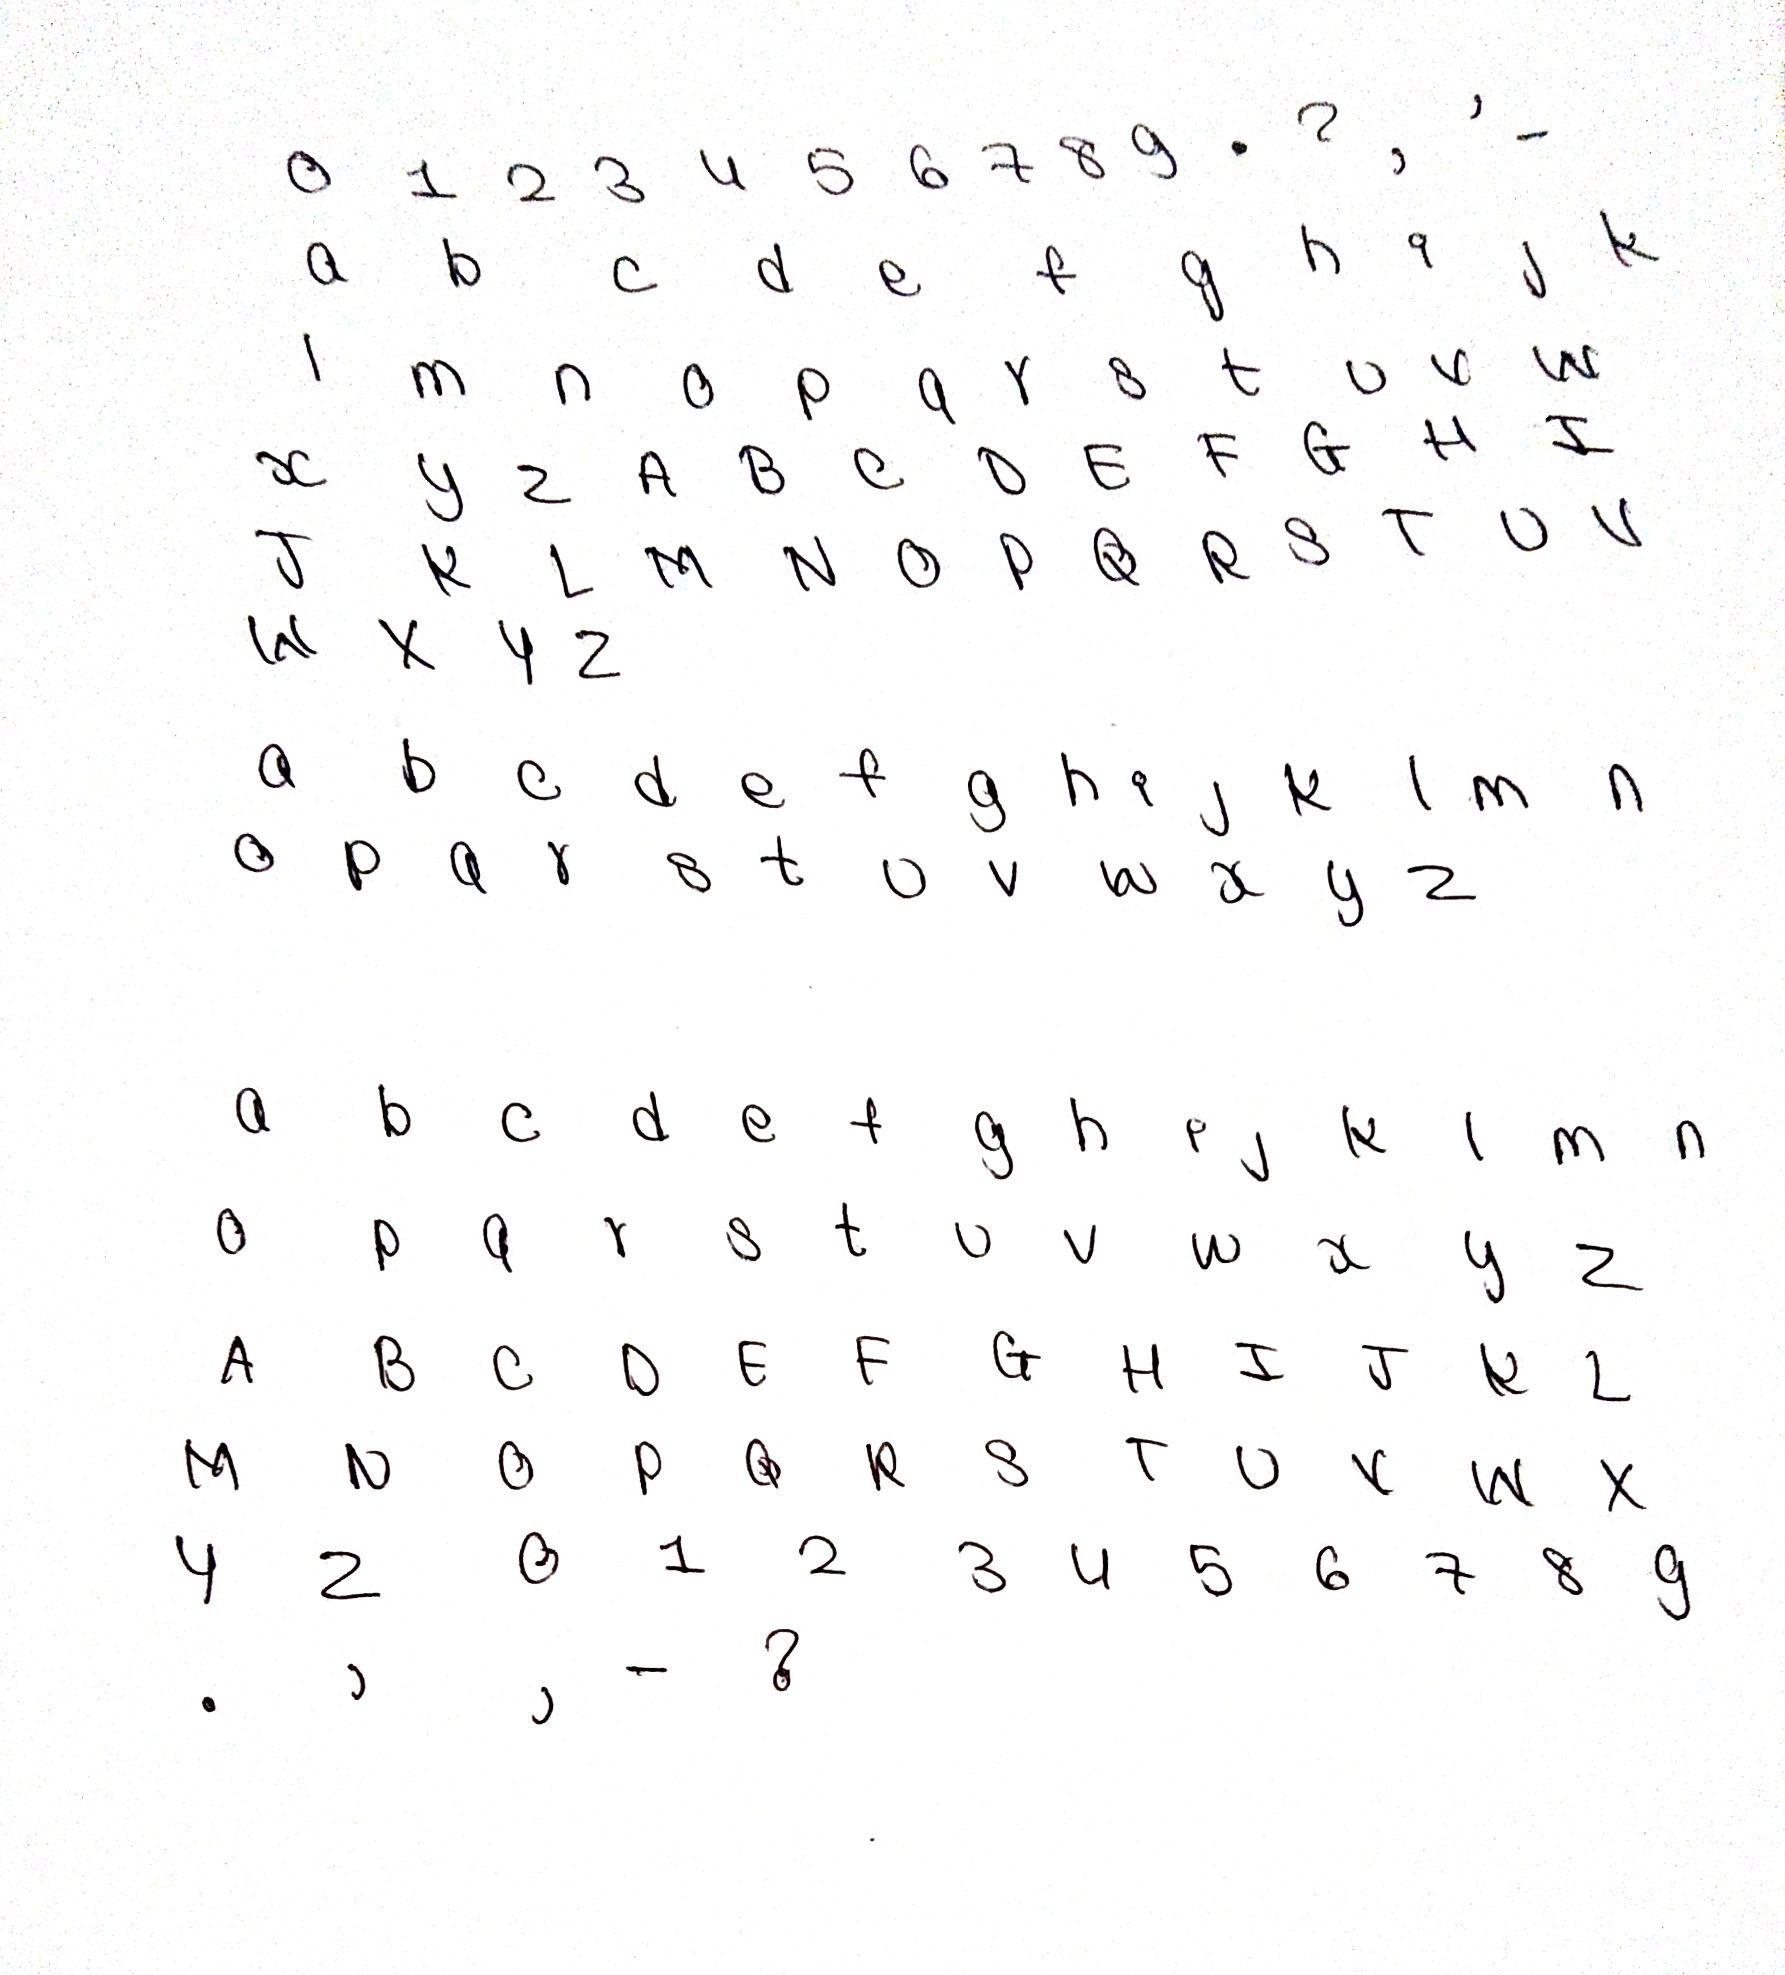 0 1 2 3 4 5 6 7 8 9 . ? , ' -
a b c d e f g h i j k
l m n o p q r s t u v w
x y z A B C D E F G H I
J K L M N O P Q R S T U V
W X Y Z
a b c d e f g h i j k l m n
o p q r s t u v w x y z
a b c d e f g h i j k l m n
o p q r s t u v w x y z
A B C D E F G H I J K L
M N O P Q R S T U V W X
Y Z 0 1 2 3 4 5 6 7 8 9
. ' , - ?